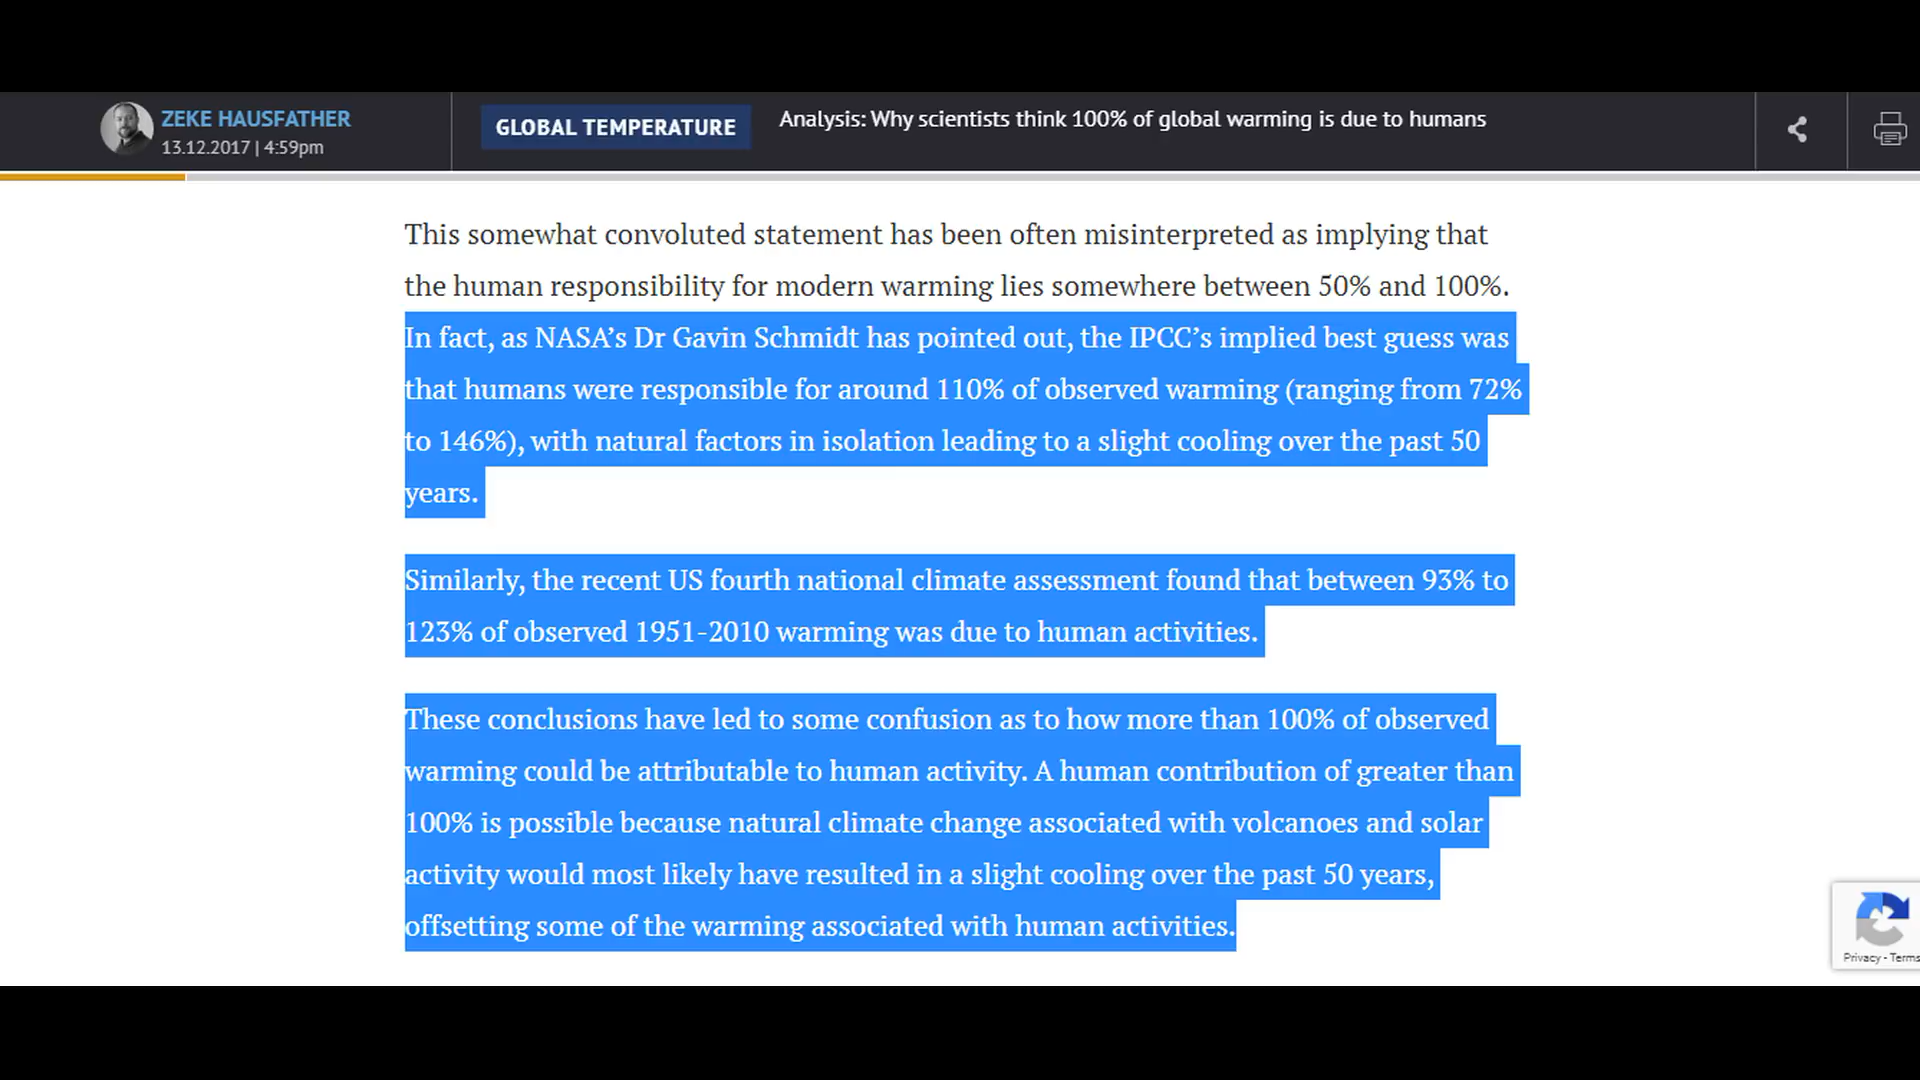 ZEKE HAUSFATHER
13.12.2017 | 4:59pm
GLOBAL TEMPERATURE
Analysis: Why scientists think 100% of global warming is due to humans
This somewhat convoluted statement has been often misinterpreted as implying that
the human responsibility for modern warming lies somewhere between 50% and 100%.
In fact, as NASA’s Dr Gavin Schmidt has pointed out, the IPCC’s implied best guess was
that humans were responsible for around 110% of observed warming (ranging from 72%
to 146%), with natural factors in isolation leading to a slight cooling over the past 50
years.
Similarly, the recent US fourth national climate assessment found that between 93% to
123% of observed 1951-2010 warming was due to human activities.
These conclusions have led to some confusion as to how more than 100% of observed
warming could be attributable to human activity. A human contribution of greater than
100% is possible because natural climate change associated with volcanoes and solar
activity would most likely have resulted in a slight cooling over the past 50 years,
offsetting some of the warming associated with human activities.
Privacy - Terms